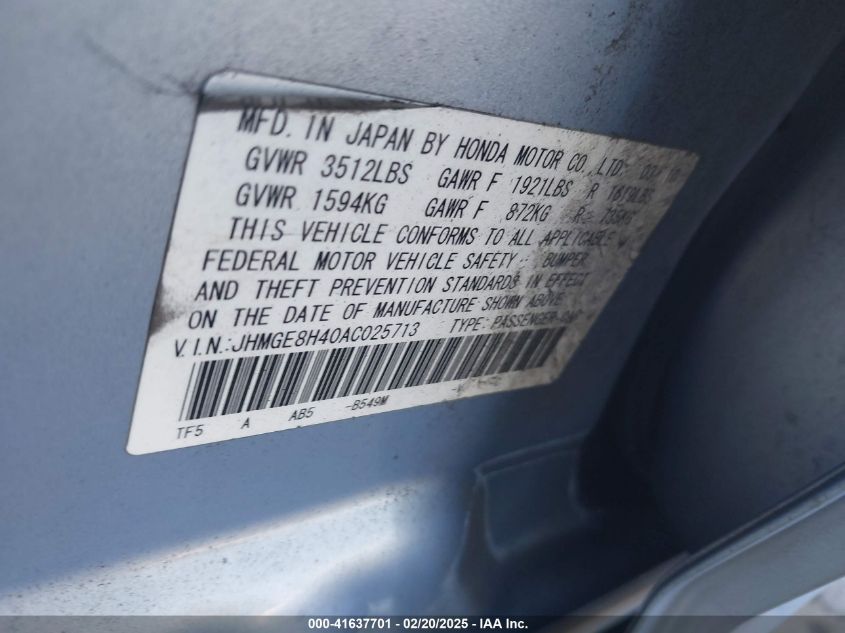 MFD. IN JAPAN BY HONDA MOTOR CO., LTD.
GVWR 3512LBS GAWR F 1921LBS R 1619LBS
GVWR 1594KG GAWR F 872KG R 735KG
THIS VEHICLE CONFORMS TO ALL APPLICABLE
FEDERAL MOTOR VEHICLE SAFETY, BUMPER
AND THEFT PREVENTION STANDARDS IN EFFECT
ON THE DATE OF MANUFACTURE SHOWN ABOVE.
V.I.N.: JHMGE8H40AC025713 TYPE: PASSENGER CAR
TF5 A AB5 -B549M
000-41637701 — 02/20/2025 — IAA Inc.